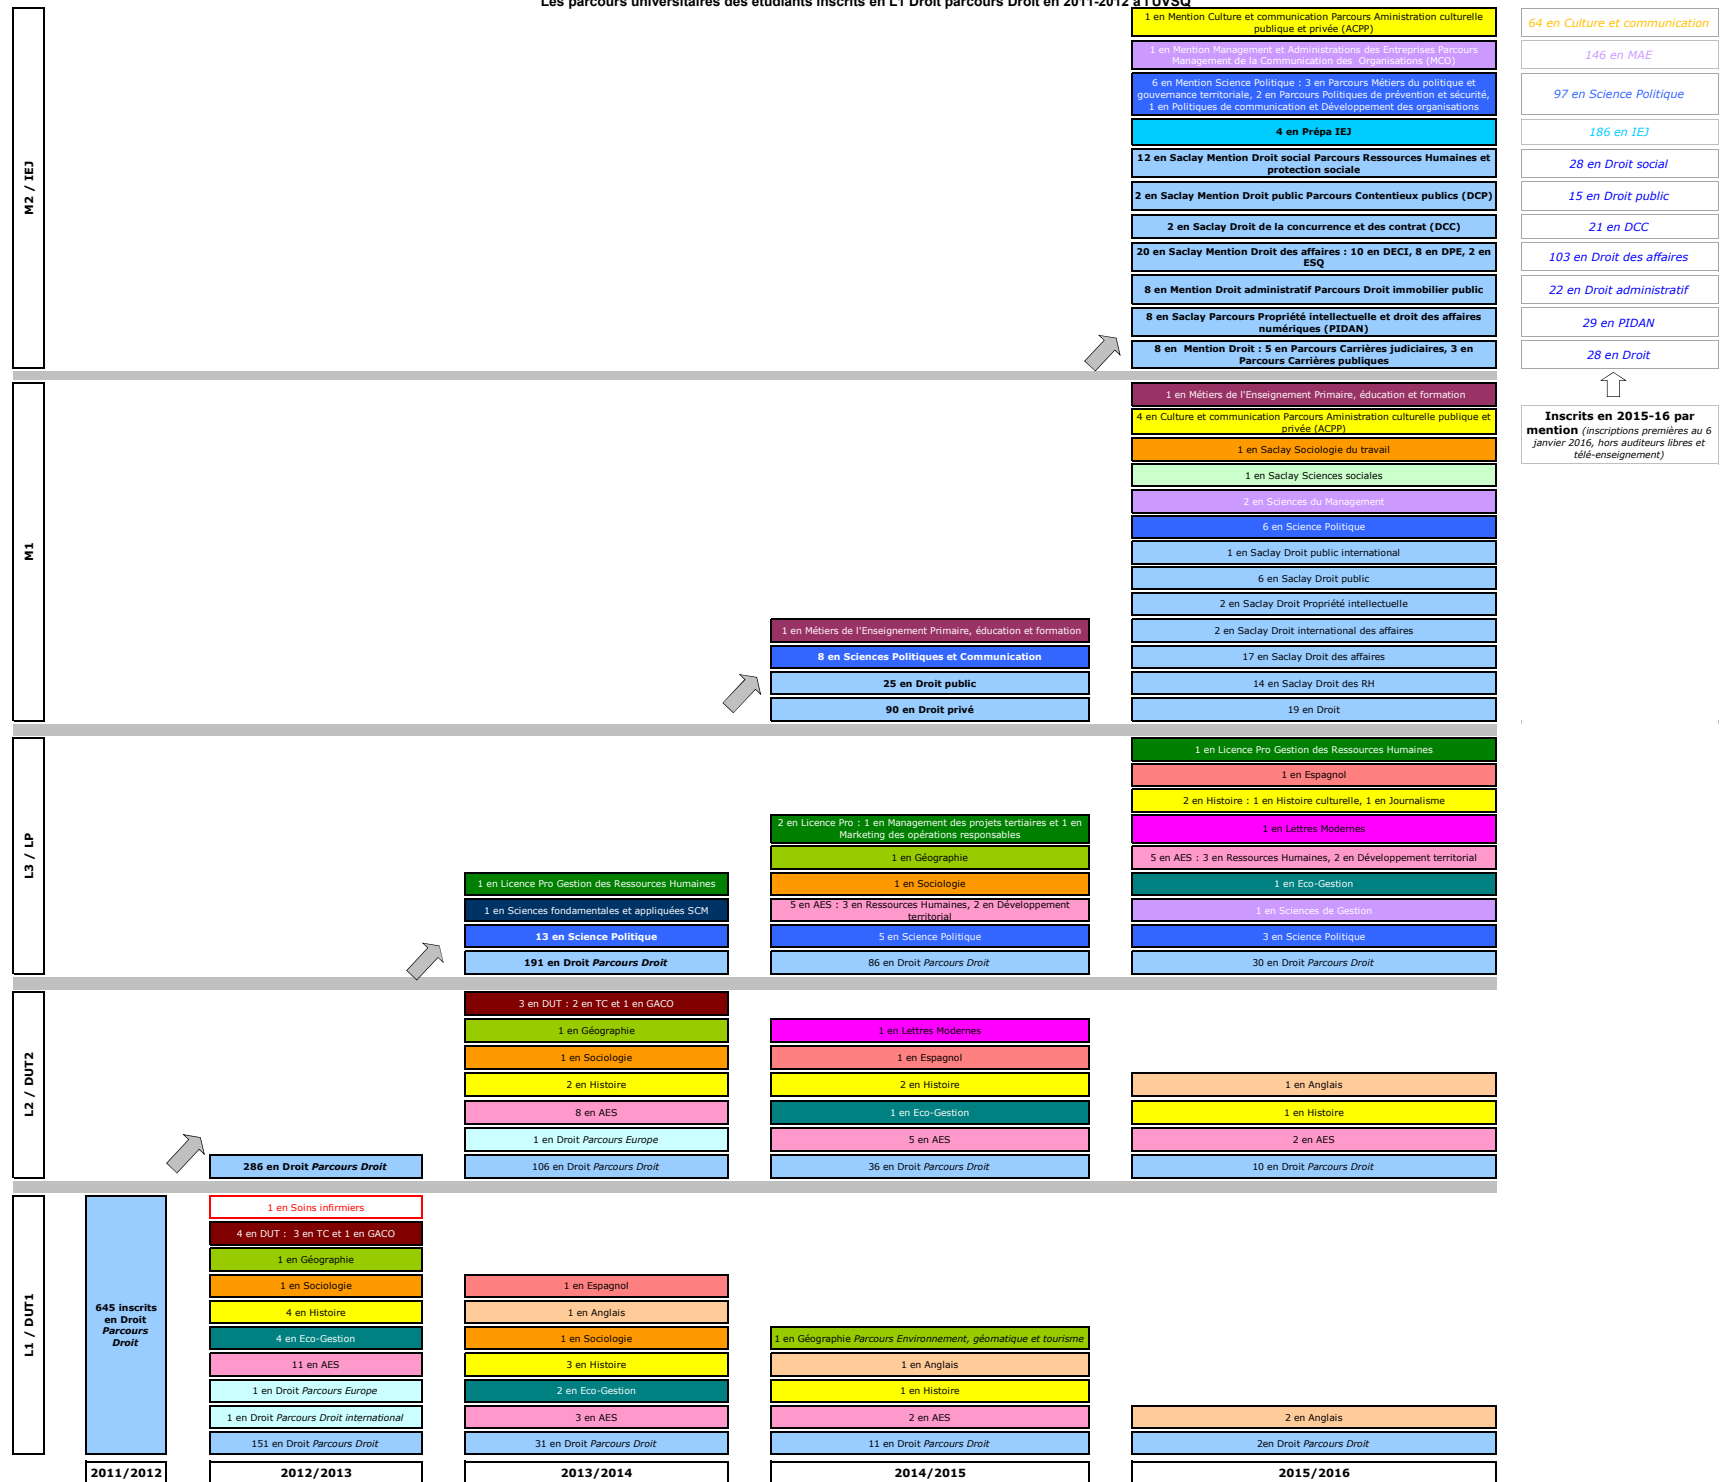 Les parcours universitaires des étudiants inscrits en L1 Droit parcours Droit en 2011-2012 à l'UVSQ
M2 / IEJ
1 en Mention Culture et communication Parcours Aministration culturelle
publique et privée (ACPP)
64 en Culture et communication
1 en Mention Management et Administrations des Entreprises Parcours
Management de la Communication des Organisations (MCO)
146 en MAE
6 en Mention Science Politique : 3 en Parcours Métiers du politique et
gouvernance territoriale, 2 en Parcours Politiques de prévention et sécurité,
1 en Politiques de communication et Développement des organisations
97 en Science Politique
4 en Prépa IEJ
186 en IEJ
12 en Saclay Mention Droit social Parcours Ressources Humaines et
protection sociale
28 en Droit social
2 en Saclay Mention Droit public Parcours Contentieux publics (DCP)
15 en Droit public
2 en Saclay Droit de la concurrence et des contrat (DCC)
21 en DCC
20 en Saclay Mention Droit des affaires : 10 en DECI, 8 en DPE, 2 en
ESQ
103 en Droit des affaires
8 en Mention Droit administratif Parcours Droit immobilier public
22 en Droit administratif
8 en Saclay Parcours Propriété intellectuelle et droit des affaires
numériques (PIDAN)
29 en PIDAN
8 en Mention Droit : 5 en Parcours Carrières judiciaires, 3 en
Parcours Carrières publiques
28 en Droit
Inscrits en 2015-16 par
mention (inscriptions premières au 6
janvier 2016, hors auditeurs libres et
télé-enseignement)
M1
1 en Métiers de l'Enseignement Primaire, éducation et formation
8 en Sciences Politiques et Communication
25 en Droit public
90 en Droit privé
1 en Métiers de l'Enseignement Primaire, éducation et formation
4 en Culture et communication Parcours Aministration culturelle publique et
privée (ACPP)
1 en Saclay Sociologie du travail
1 en Saclay Sciences sociales
2 en Sciences du Management
6 en Science Politique
1 en Saclay Droit public international
6 en Saclay Droit public
2 en Saclay Droit Propriété intellectuelle
2 en Saclay Droit international des affaires
17 en Saclay Droit des affaires
14 en Saclay Droit des RH
19 en Droit
L3 / LP
1 en Licence Pro Gestion des Ressources Humaines
1 en Sciences fondamentales et appliquées SCM
13 en Science Politique
191 en Droit Parcours Droit
2 en Licence Pro : 1 en Management des projets tertiaires et 1 en
Marketing des opérations responsables
1 en Géographie
1 en Sociologie
5 en AES : 3 en Ressources Humaines, 2 en Développement
territorial
5 en Science Politique
86 en Droit Parcours Droit
1 en Licence Pro Gestion des Ressources Humaines
1 en Espagnol
2 en Histoire : 1 en Histoire culturelle, 1 en Journalisme
1 en Lettres Modernes
5 en AES : 3 en Ressources Humaines, 2 en Développement territorial
1 en Eco-Gestion
1 en Sciences de Gestion
3 en Science Politique
30 en Droit Parcours Droit
L2 / DUT2
286 en Droit Parcours Droit
3 en DUT : 2 en TC et 1 en GACO
1 en Géographie
1 en Sociologie
2 en Histoire
8 en AES
1 en Droit Parcours Europe
106 en Droit Parcours Droit
1 en Lettres Modernes
1 en Espagnol
2 en Histoire
1 en Eco-Gestion
5 en AES
36 en Droit Parcours Droit
1 en Anglais
1 en Histoire
2 en AES
10 en Droit Parcours Droit
L1 / DUT1
645 inscrits
en Droit
Parcours
Droit
1 en Soins infirmiers
4 en DUT : 3 en TC et 1 en GACO
1 en Géographie
1 en Sociologie
4 en Histoire
4 en Eco-Gestion
11 en AES
1 en Droit Parcours Europe
1 en Droit Parcours Droit international
151 en Droit Parcours Droit
1 en Espagnol
1 en Anglais
1 en Sociologie
3 en Histoire
2 en Eco-Gestion
3 en AES
31 en Droit Parcours Droit
1 en Géographie Parcours Environnement, géomatique et tourisme
1 en Anglais
1 en Histoire
2 en AES
11 en Droit Parcours Droit
2 en Anglais
2en Droit Parcours Droit
2011/2012
2012/2013
2013/2014
2014/2015
2015/2016